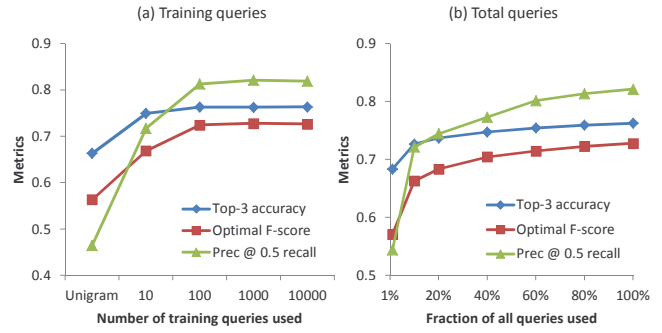 (a) Training queries
0.9
0.8
0.7
0.6
0.5
0.4
Metrics
Top-3 accuracy
Optimal F-score
Prec @ 0.5 recall
Unigram 10 100 1000 10000
Number of training queries used
(b) Total queries
0.9
0.8
0.7
0.6
0.5
Metrics
Top-3 accuracy
Optimal F-score
Prec @ 0.5 recall
1% 20% 40% 60% 80% 100%
Fraction of all queries used